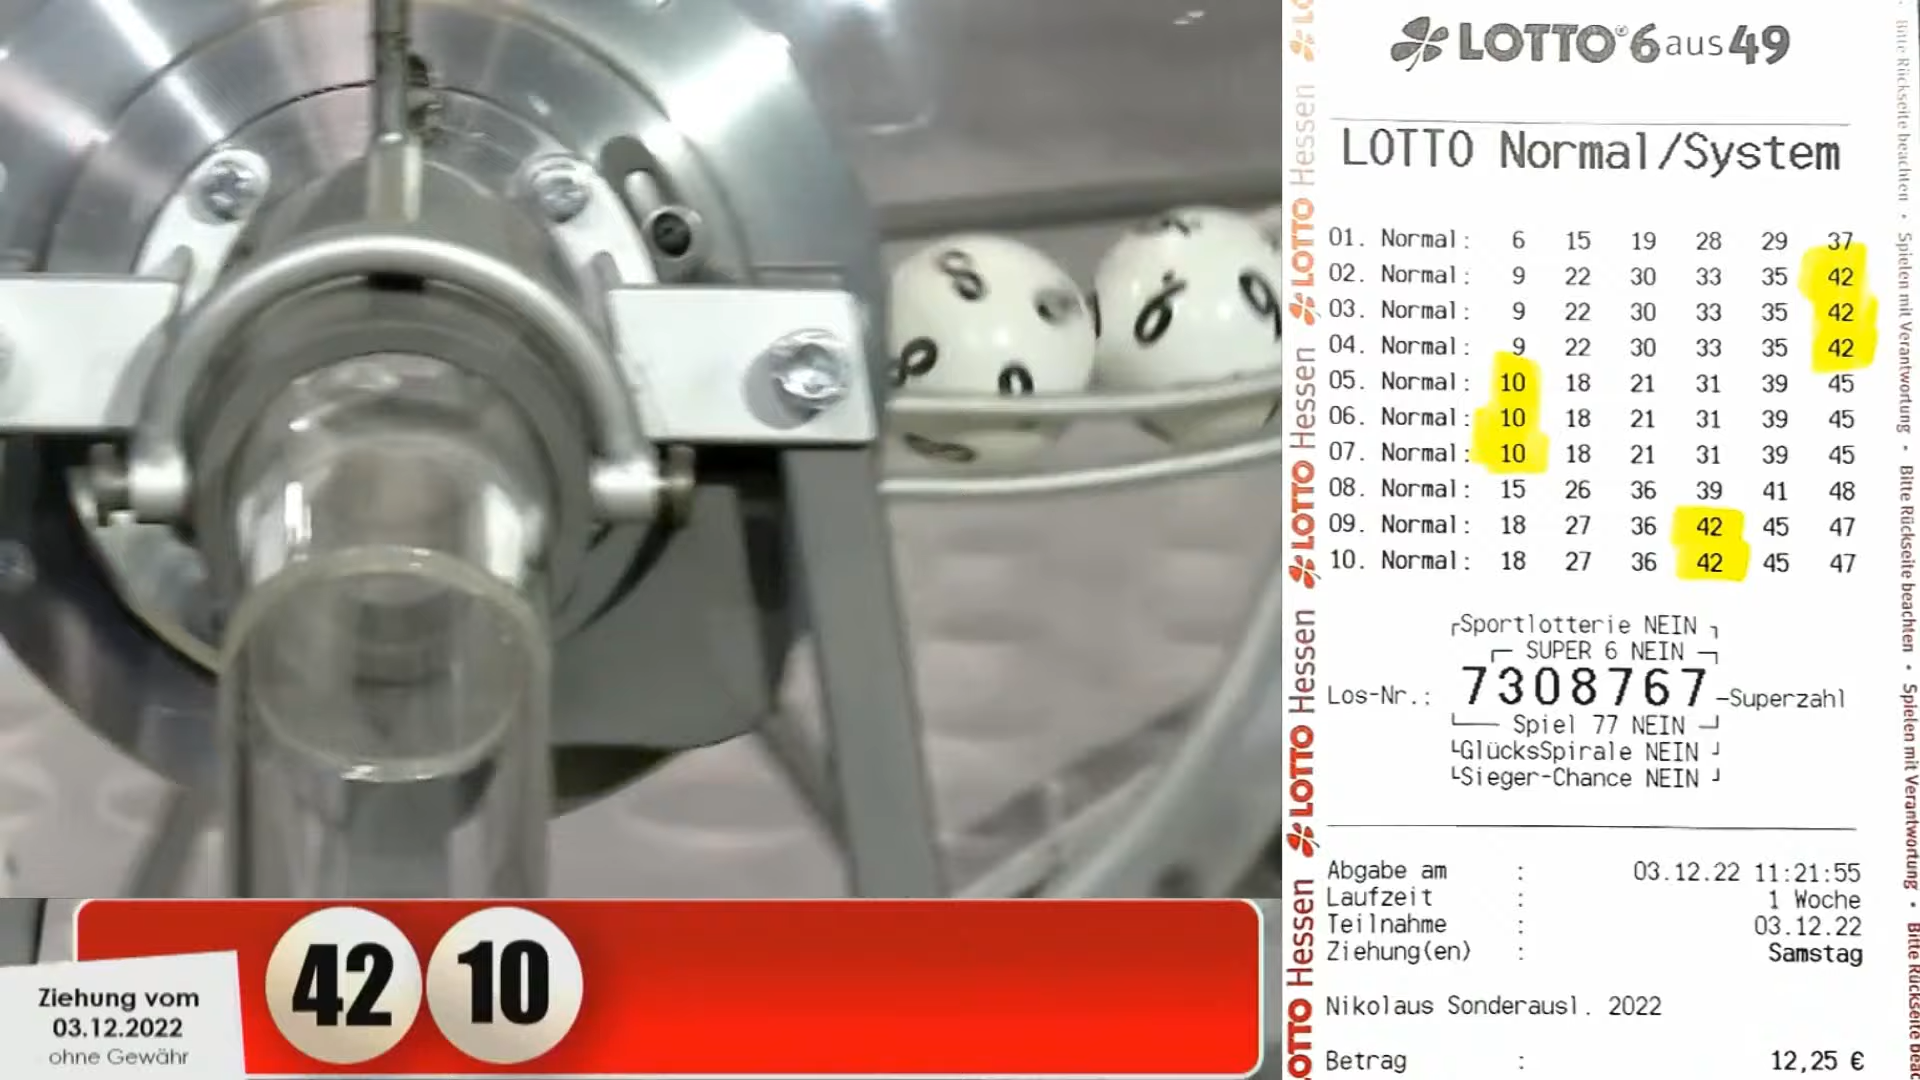 8 8 8 8
6 9
42 10
Ziehung vom
03.12.2022
ohne Gewähr
LOTTO® 6aus49
LOTTO Normal/System
01. Normal: 6 15 19 28 29 37
02. Normal: 9 22 30 33 35 42
03. Normal: 9 22 30 33 35 42
04. Normal: 9 22 30 33 35 42
05. Normal: 10 18 21 31 39 45
06. Normal: 10 18 21 31 39 45
07. Normal: 10 18 21 31 39 45
08. Normal: 15 26 36 39 41 48
09. Normal: 18 27 36 42 45 47
10. Normal: 18 27 36 42 45 47
Sportlotterie NEIN
SUPER 6 NEIN
Los-Nr.: 7308767-Superzahl
Spiel 77 NEIN
GlücksSpirale NEIN
Sieger-Chance NEIN
Abgabe am : 03.12.22 11:21:55
Laufzeit : 1 Woche
Teilnahme : 03.12.22
Ziehung(en) : Samstag
Nikolaus Sonderausl. 2022
Betrag : 12,25 €
LOTTO Hessen LOTTO Hessen LOTTO Hessen LOTTO Hessen
Bitte Rückseite beachten • Spielen mit Verantwortung • Bitte Rückseite beachten • Spielen mit Verantwortung • Bitte Rückseite